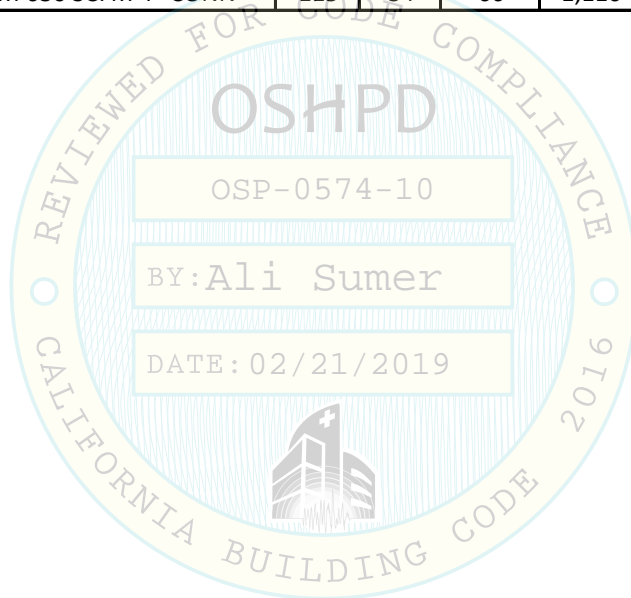 REVIEWED FOR CODE COMPLIANCE
OSHPD
OSP-0574-10
BY: Ali Sumer
DATE: 02/21/2019
CALIFORNIA BUILDING CODE 2016